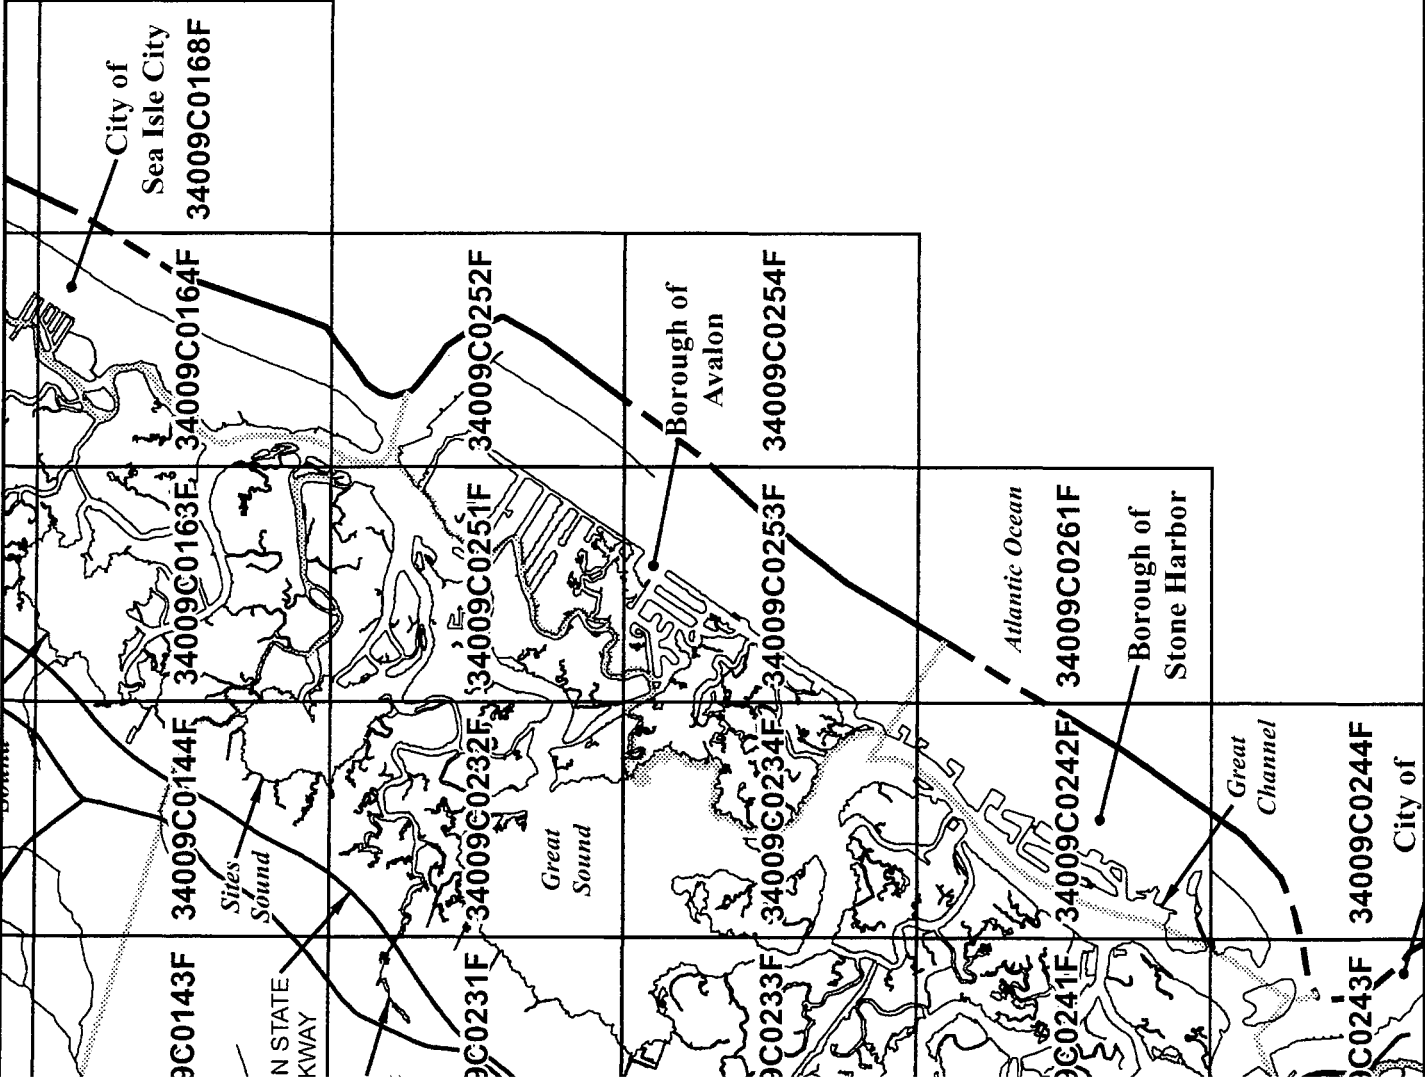 City of
Sea Isle City
34009C0168F
34009C0164F
34009C0252F
Borough of
Avalon
34009C0254F
34009C0163F
34009C0251F
34009C0253F
Atlantic Ocean
34009C0261F
Borough of
Stone Harbor
34009C0144F
Sites
Sound
34009C0232F
Great
Sound
34009C0234F
34009C0242F
Great
Channel
34009C0244F
City of
9C0143F
N STATE
KWAY
9C0231F
9C0233F
9C0241F
9C0243F